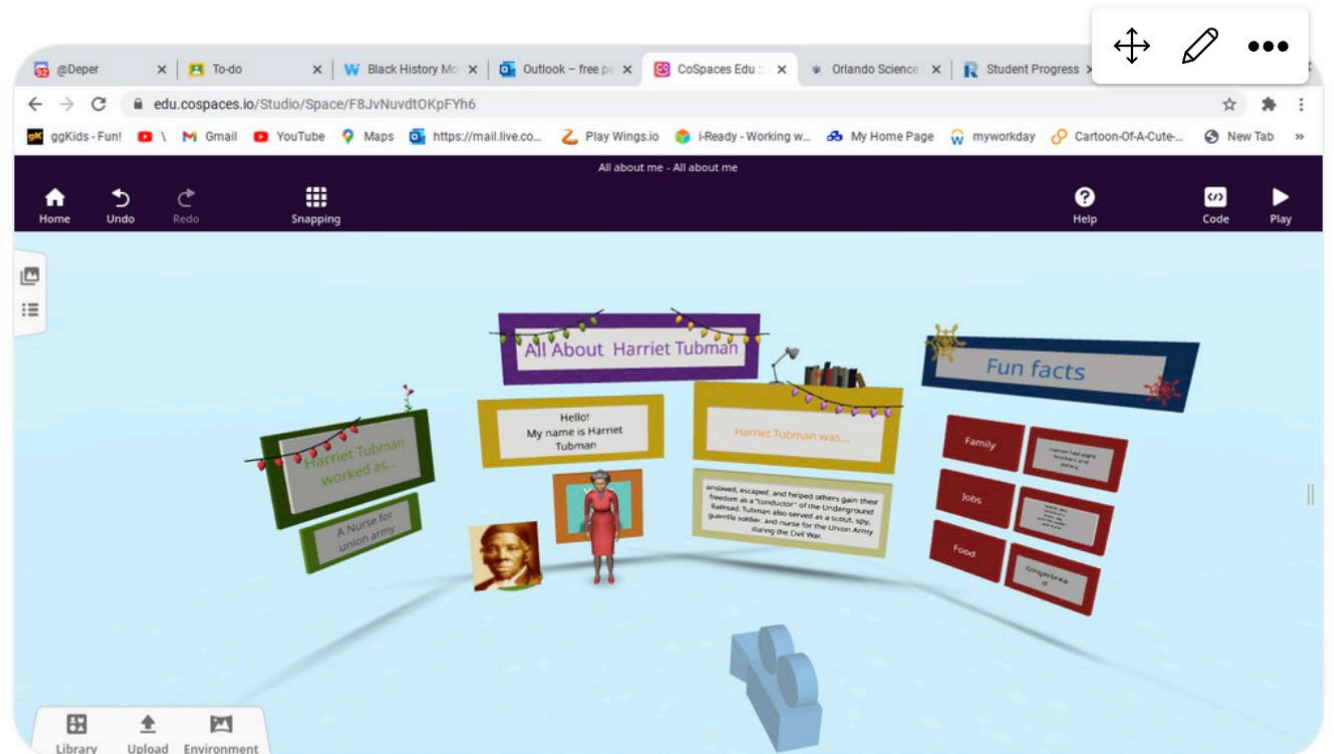 @Deper
To-do
Black History Mo
Outlook – free p
CoSpaces Edu ::
Orlando Science
Student Progress
edu.cospaces.io/Studio/Space/F8JvNuvdtOKpFYh6
ggKids - Fun!
\
Gmail
YouTube
Maps
https://mail.live.co...
Play Wings.io
i-Ready - Working w...
My Home Page
myworkday
Cartoon-Of-A-Cute-...
New Tab
»
All about me - All about me
Home
Undo
Redo
Snapping
Help
Code
Play
All About Harriet Tubman
Harriet Tubman
worked as...
A Nurse for
union army
Hello!
My name is Harriet
Tubman
Harriet Tubman was...
enslaved, escaped, and helped others gain their
freedom as a "conductor" of the Underground
Railroad. Tubman also served as a scout, spy,
guerrilla soldier, and nurse for the Union Army
during the Civil War.
Fun facts
Family
Jobs
Food
Gingerbrea
d
Library
Upload
Environment